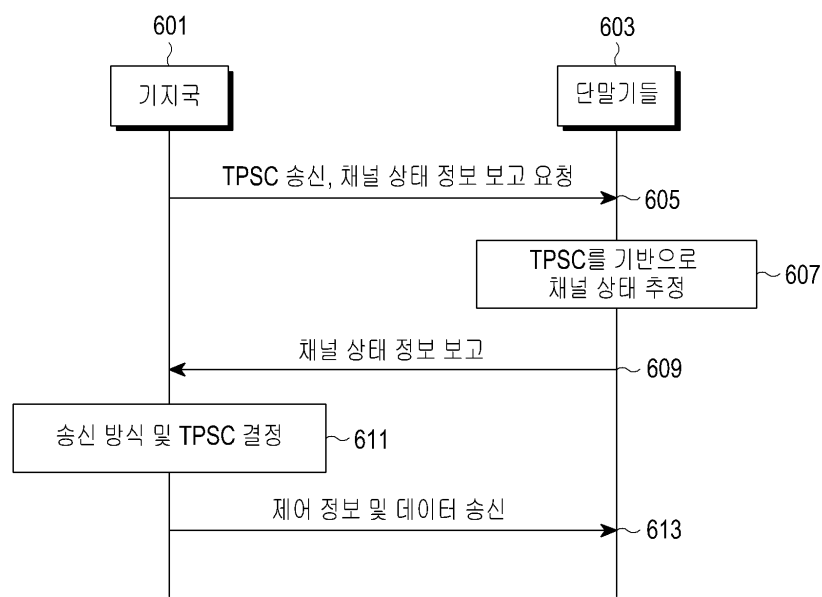 601
603
기지국
단말기들
TPSC 송신, 채널 상태 정보 보고 요청
605
TPSC를 기반으로
채널 상태 추정
607
채널 상태 정보 보고
609
송신 방식 및 TPSC 결정
611
제어 정보 및 데이터 송신
613